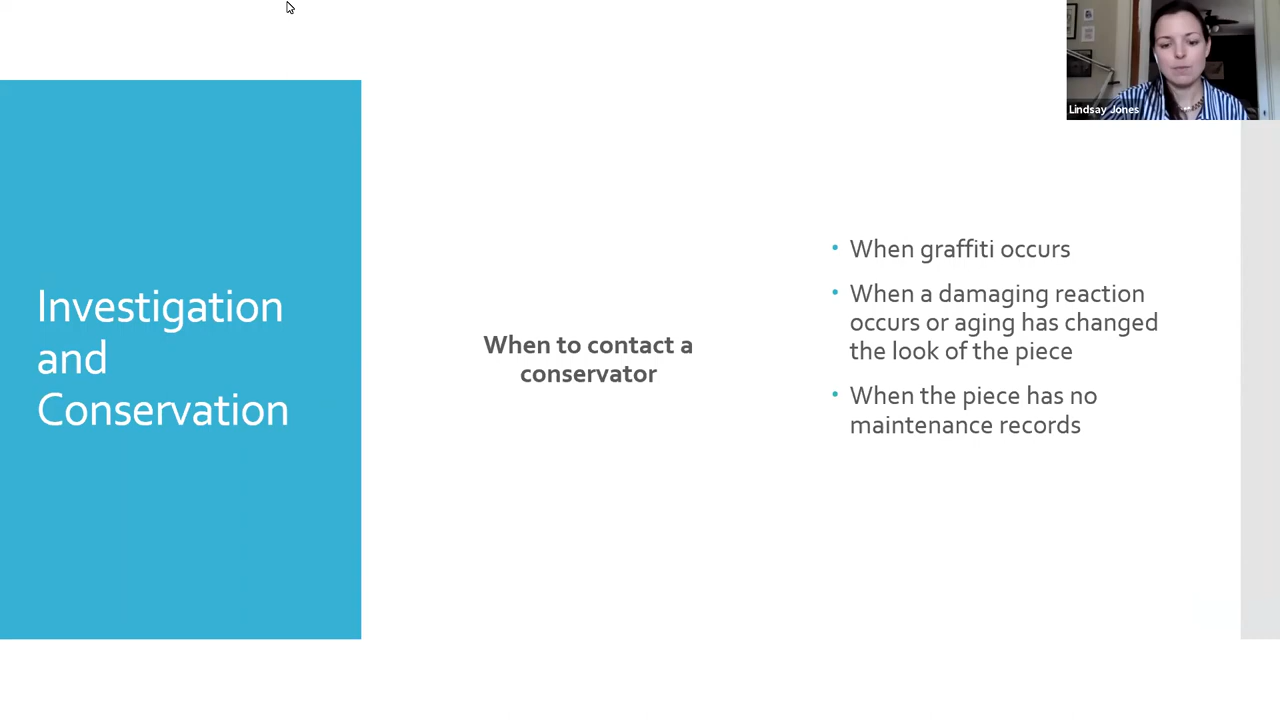 Lindsay Jones
Investigation
and
Conservation
When to contact a
conservator
• When graffiti occurs
• When a damaging reaction
occurs or aging has changed
the look of the piece
• When the piece has no
maintenance records